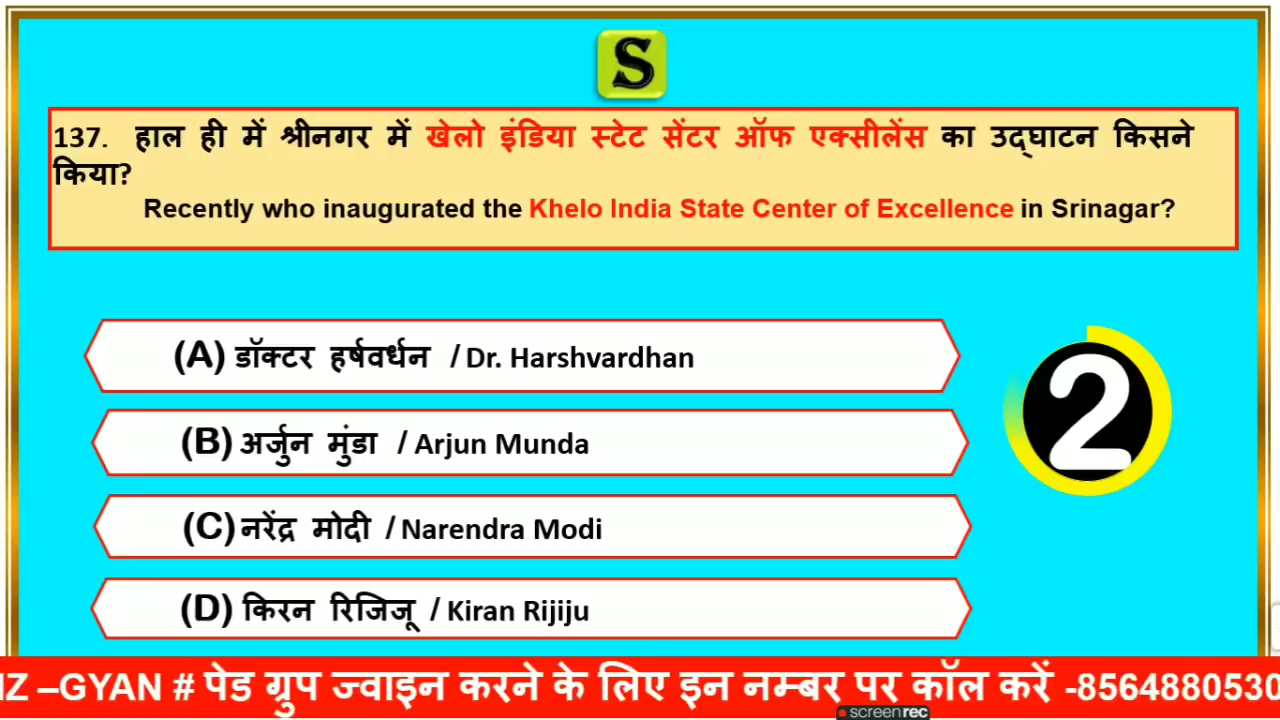 S
137. हाल ही में श्रीनगर में खेलो इंडिया स्टेट सेंटर ऑफ एक्सीलेंस का उद्घाटन किसने
किया?
Recently who inaugurated the Khelo India State Center of Excellence in Srinagar?
(A) डॉक्टर हर्षवर्धन / Dr. Harshvardhan
(B) अर्जुन मुंडा / Arjun Munda
2
(C) नरेंद्र मोदी / Narendra Modi
(D) किरन रिजिजू / Kiran Rijiju
IZ –GYAN # पेड ग्रुप ज्वाइन करने के लिए इन नम्बर पर कॉल करें -8564880530
screenrec